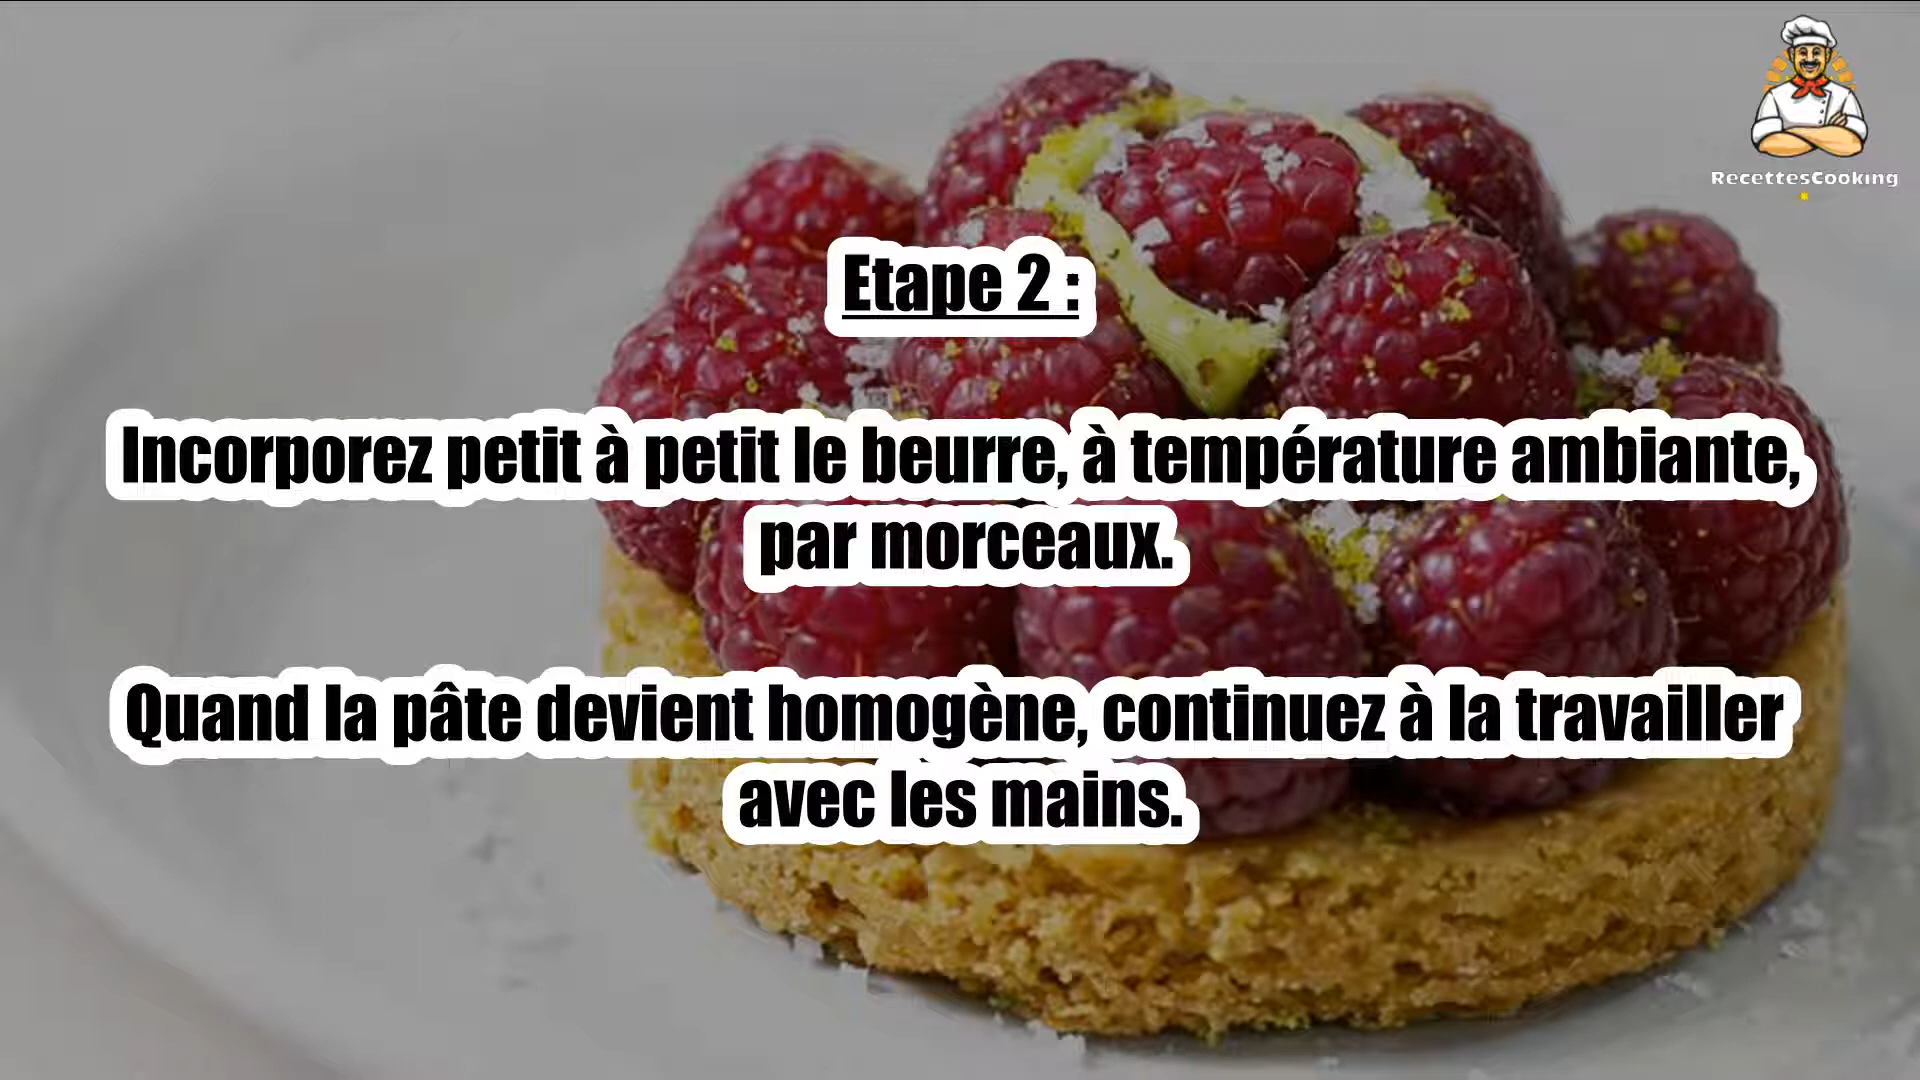 RecettesCooking
Etape 2 :
Incorporez petit à petit le beurre, à température ambiante,
par morceaux.
Quand la pâte devient homogène, continuez à la travailler
avec les mains.